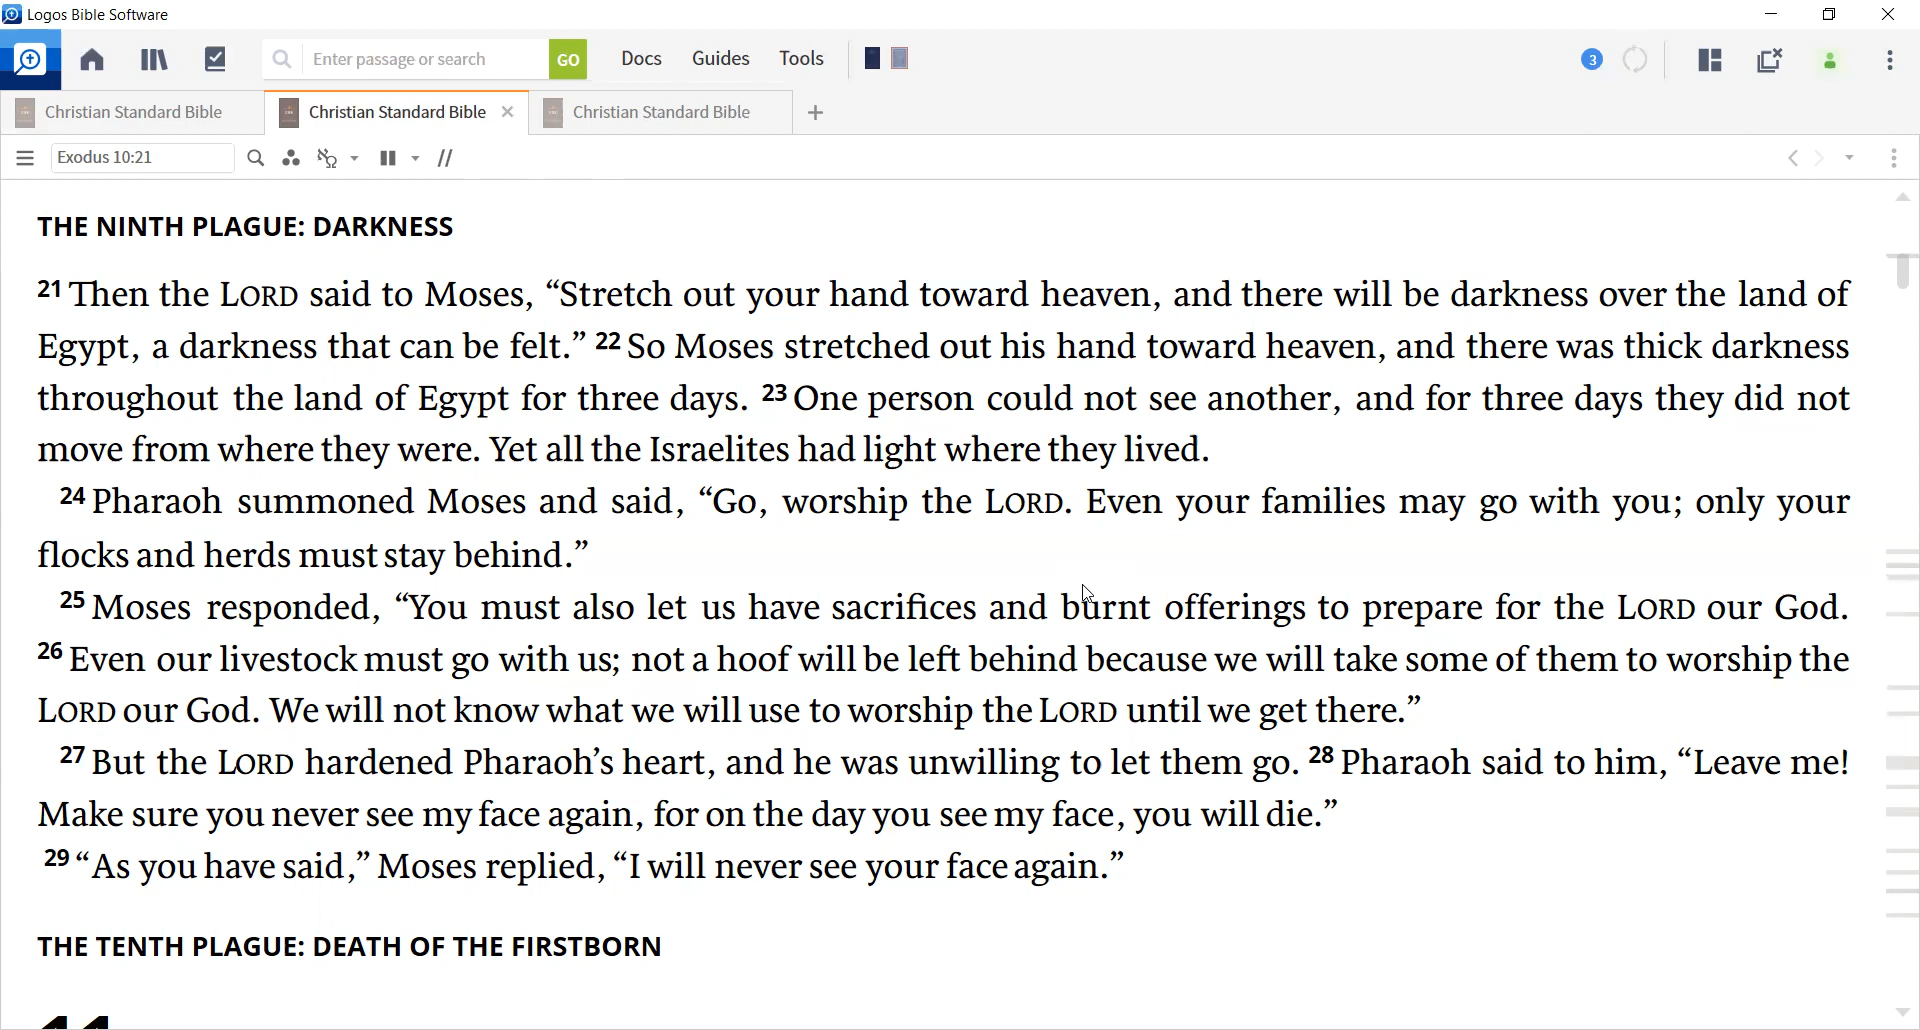 Logos Bible Software
Enter passage or search GO Docs Guides Tools 3
Christian Standard Bible Christian Standard Bible Christian Standard Bible
Exodus 10:21
THE NINTH PLAGUE: DARKNESS
21 Then the LORD said to Moses, “Stretch out your hand toward heaven, and there will be darkness over the land of
Egypt, a darkness that can be felt.” 22 So Moses stretched out his hand toward heaven, and there was thick darkness
throughout the land of Egypt for three days. 23 One person could not see another, and for three days they did not
move from where they were. Yet all the Israelites had light where they lived.
24 Pharaoh summoned Moses and said, “Go, worship the LORD. Even your families may go with you; only your
flocks and herds must stay behind.”
25 Moses responded, “You must also let us have sacrifices and burnt offerings to prepare for the LORD our God.
26 Even our livestock must go with us; not a hoof will be left behind because we will take some of them to worship the
LORD our God. We will not know what we will use to worship the LORD until we get there.”
27 But the LORD hardened Pharaoh’s heart, and he was unwilling to let them go. 28 Pharaoh said to him, “Leave me!
Make sure you never see my face again, for on the day you see my face, you will die.”
29 “As you have said,” Moses replied, “I will never see your face again.”
THE TENTH PLAGUE: DEATH OF THE FIRSTBORN